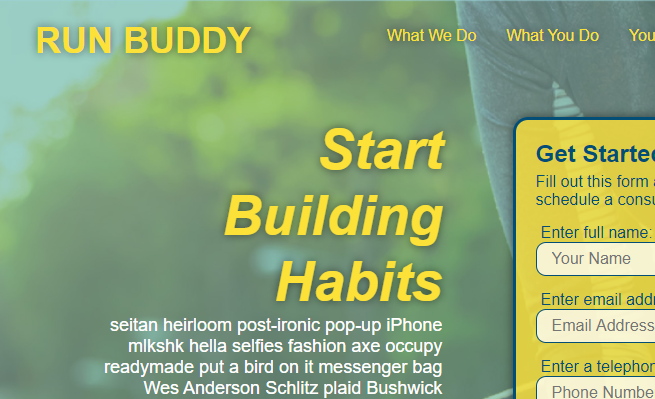 RUN BUDDY
What We Do What You Do You
Start
Building
Habits
seitan heirloom post-ironic pop-up iPhone
mlkshk hella selfies fashion axe occupy
readymade put a bird on it messenger bag
Wes Anderson Schlitz plaid Bushwick
Get Started
Fill out this form a
schedule a consu
Enter full name:
Your Name
Enter email addr
Email Address
Enter a telephon
Phone Numbe